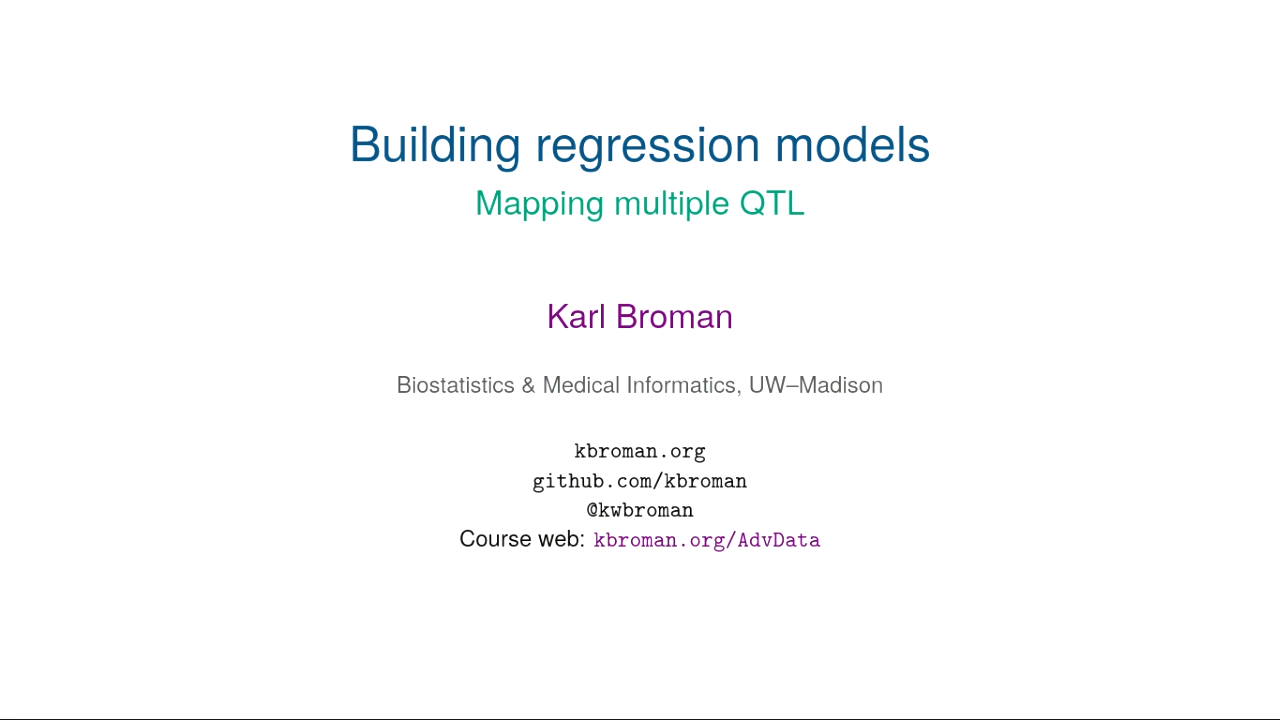 Building regression models
Mapping multiple QTL
Karl Broman
Biostatistics & Medical Informatics, UW–Madison
kbroman.org
github.com/kbroman
@kwbroman
Course web: kbroman.org/AdvData